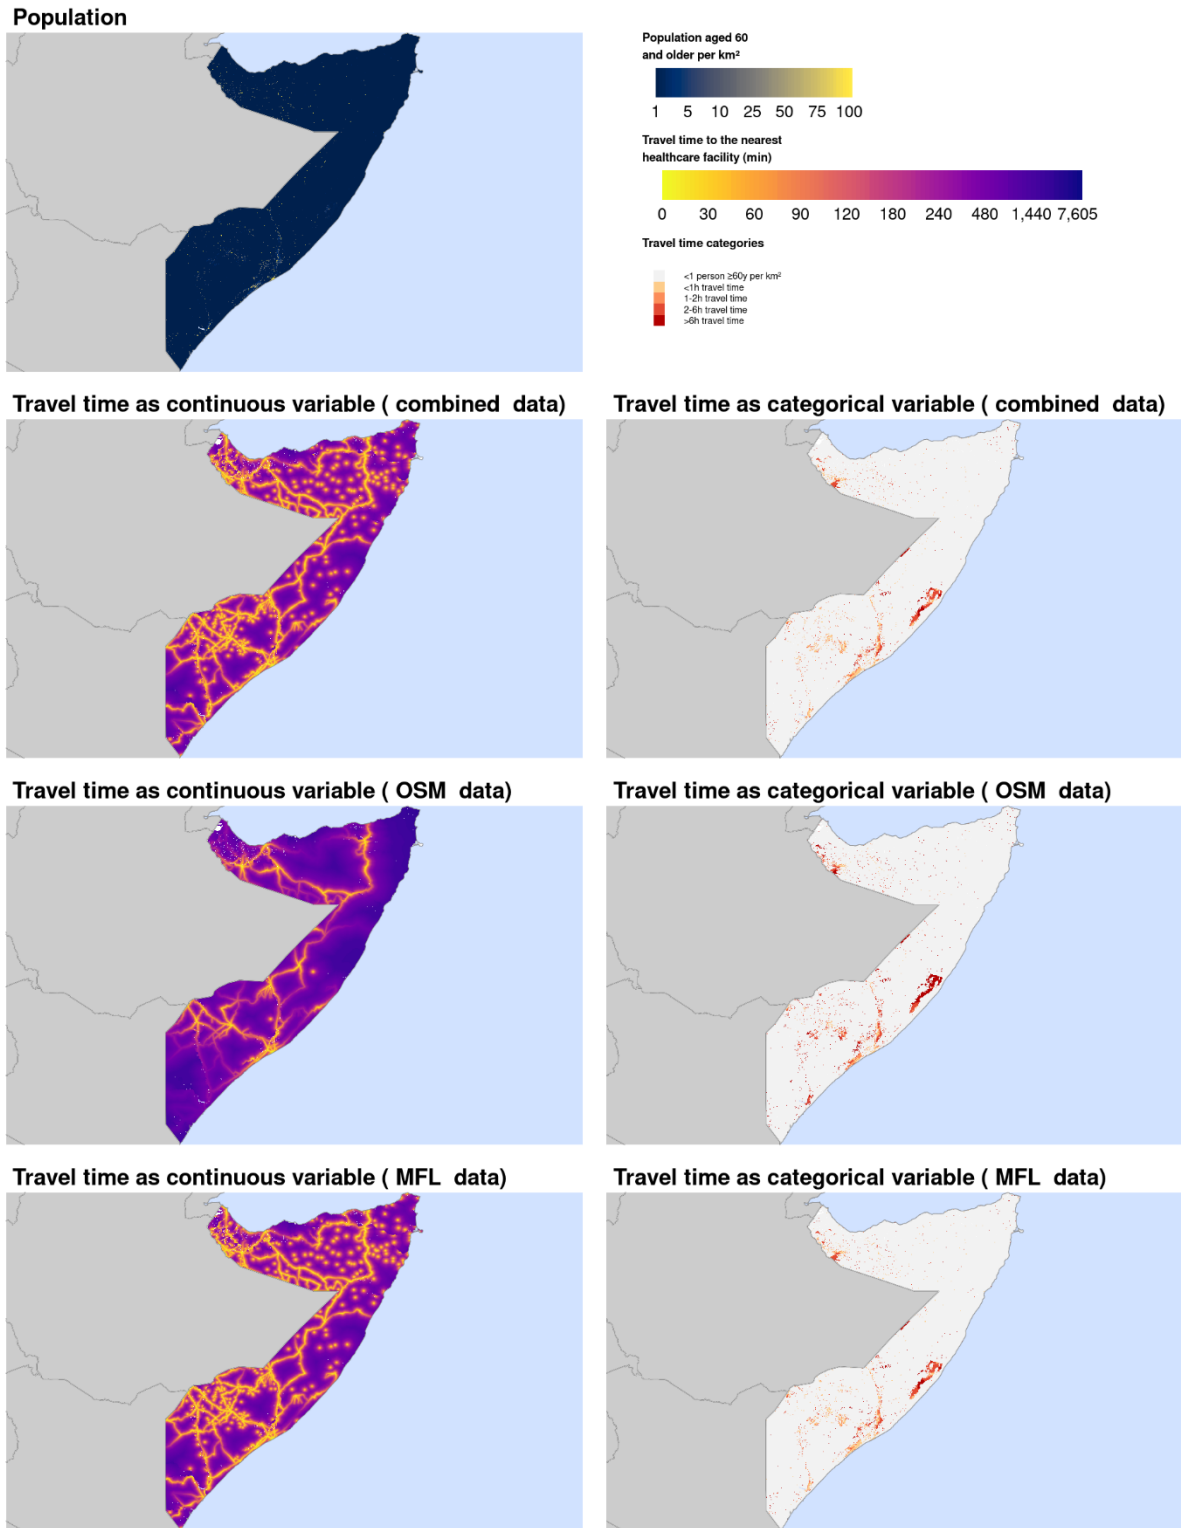 Population
Population aged 60
and older per km²
1 5 10 25 50 75 100
Travel time to the nearest
healthcare facility (min)
0 30 60 90 120 180 240 480 1,440 7,605
Travel time categories
<1 person ≥60y per km²
<1h travel time
1-2h travel time
2-6h travel time
>6h travel time
Travel time as continuous variable ( combined data)
Travel time as categorical variable ( combined data)
Travel time as continuous variable ( OSM data)
Travel time as categorical variable ( OSM data)
Travel time as continuous variable ( MFL data)
Travel time as categorical variable ( MFL data)